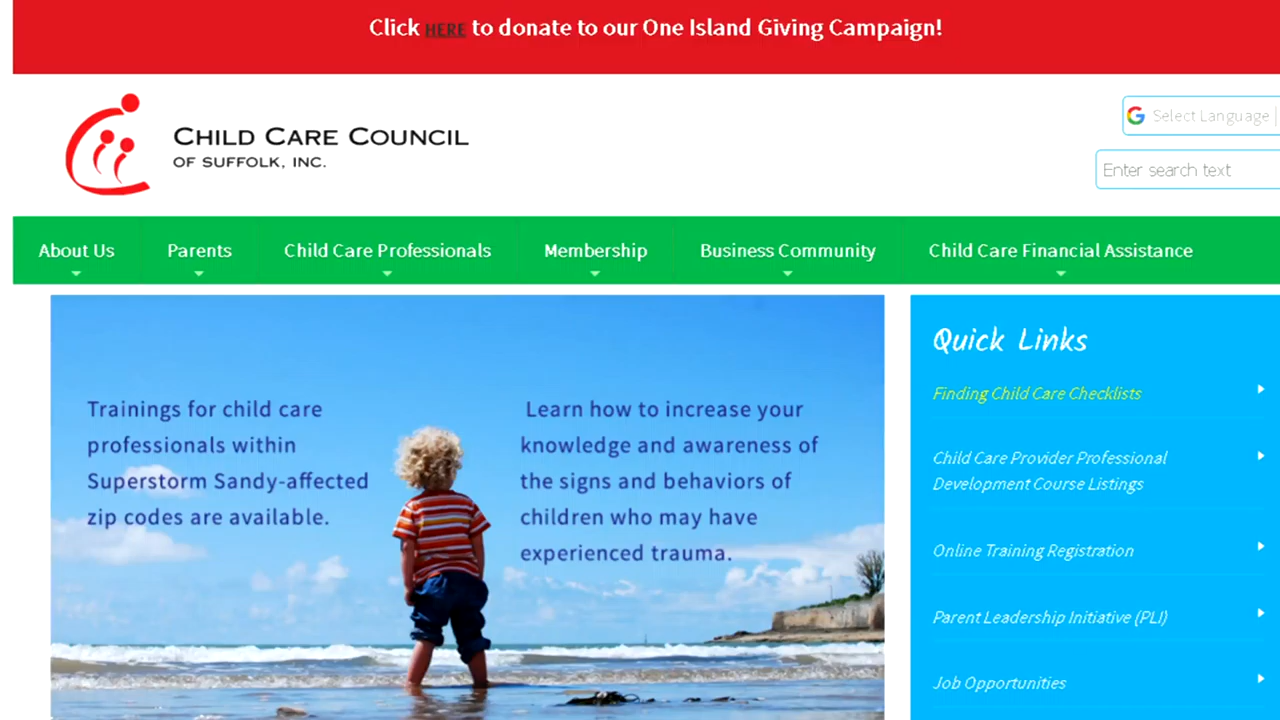 Click HERE to donate to our One Island Giving Campaign!
CHILD CARE COUNCIL
OF SUFFOLK, INC.
Select Language
Enter search text
About Us
Parents
Child Care Professionals
Membership
Business Community
Child Care Financial Assistance
Trainings for child care
professionals within
Superstorm Sandy-affected
zip codes are available.
Learn how to increase your
knowledge and awareness of
the signs and behaviors of
children who may have
experienced trauma.
Quick Links
Finding Child Care Checklists
Child Care Provider Professional
Development Course Listings
Online Training Registration
Parent Leadership Initiative (PLI)
Job Opportunities